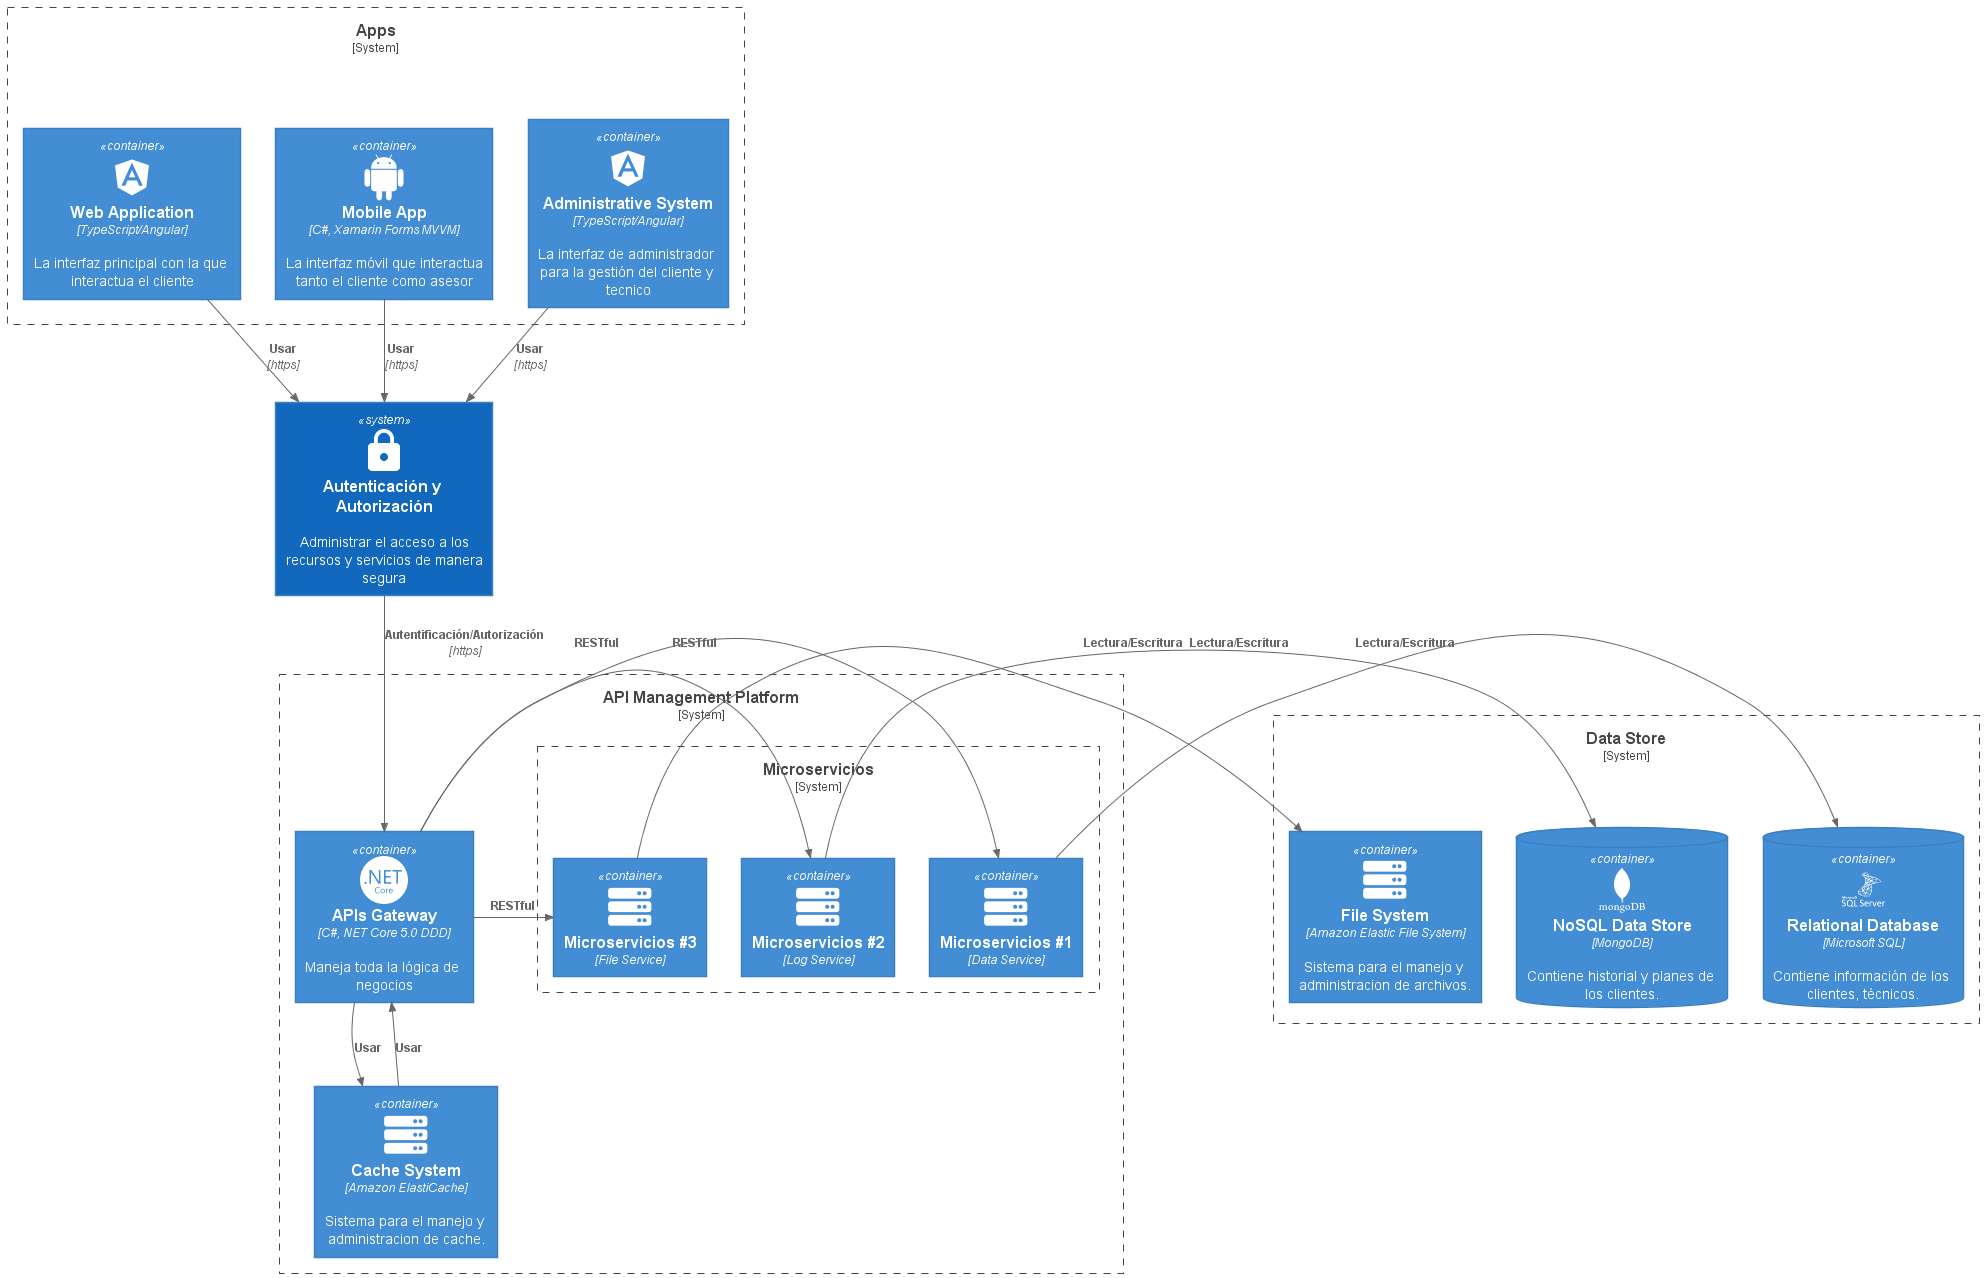 Apps
[System]
«container»
Web Application
[TypeScript/Angular]
La interfaz principal con la que
interactua el cliente
«container»
Mobile App
[C#, Xamarin Forms MVVM]
La interfaz móvil que interactua
tanto el cliente como asesor
«container»
Administrative System
[TypeScript/Angular]
La interfaz de administrador
para la gestión del cliente y
tecnico
Usar
[https]
Usar
[https]
Usar
[https]
«system»
Autenticación y
Autorización
Administrar el acceso a los
recursos y servicios de manera
segura
Autentificación/Autorización
[https]
RESTful
RESTful
Lectura/Escritura
Lectura/Escritura
Lectura/Escritura
API Management Platform
[System]
Microservicios
[System]
Data Store
[System]
«container»
.NET
Core
APIs Gateway
[C#, NET Core 5.0 DDD]
Maneja toda la lógica de
negocios
RESTful
«container»
Microservicios #3
[File Service]
«container»
Microservicios #2
[Log Service]
«container»
Microservicios #1
[Data Service]
«container»
File System
[Amazon Elastic File System]
Sistema para el manejo y
administracion de archivos.
«container»
mongoDB
NoSQL Data Store
[MongoDB]
Contiene historial y planes de
los clientes.
«container»
Microsoft
SQL Server
Relational Database
[Microsoft SQL]
Contiene información de los
clientes, técnicos.
Usar
Usar
«container»
Cache System
[Amazon ElastiCache]
Sistema para el manejo y
administracion de cache.